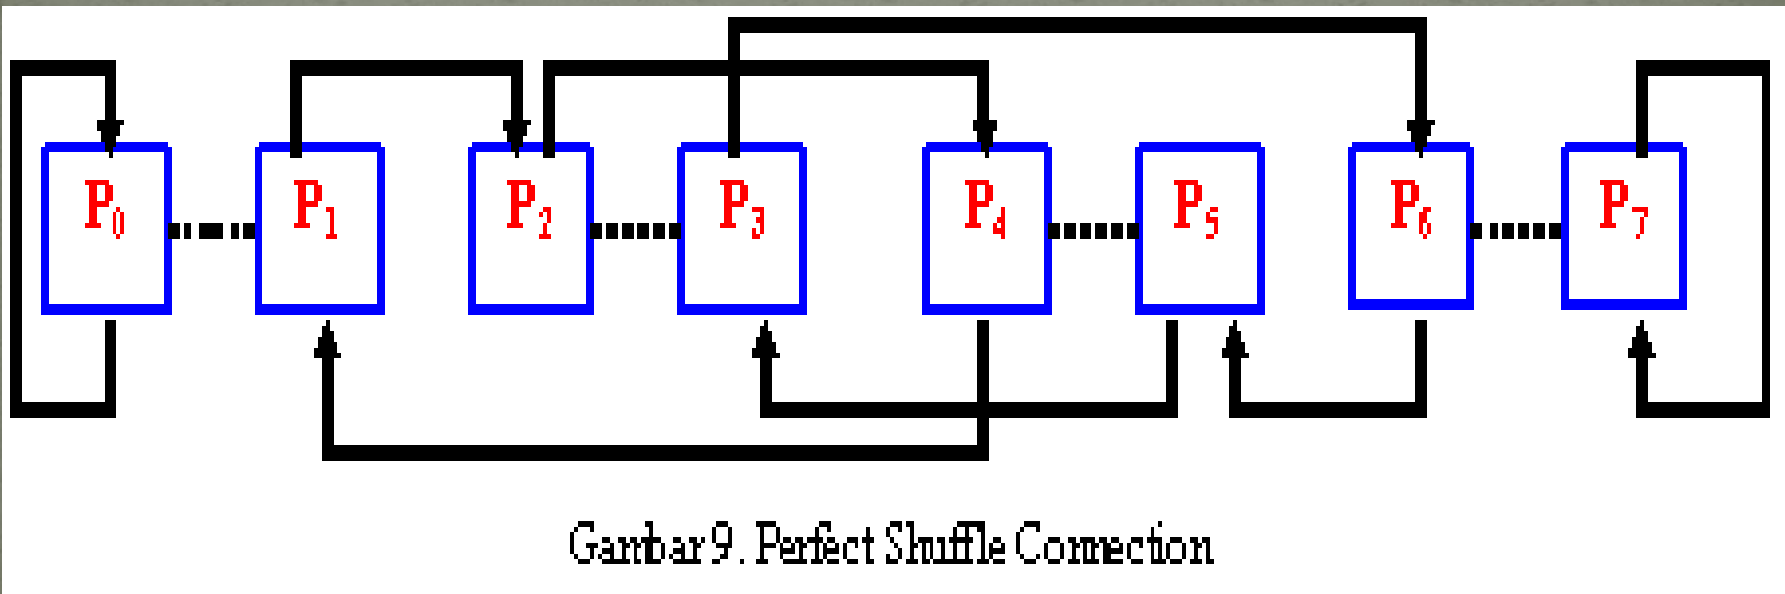 P0 P1 P2 P3 P4 P5 P6 P7
Gambar 9. Perfect Shuffle Connection